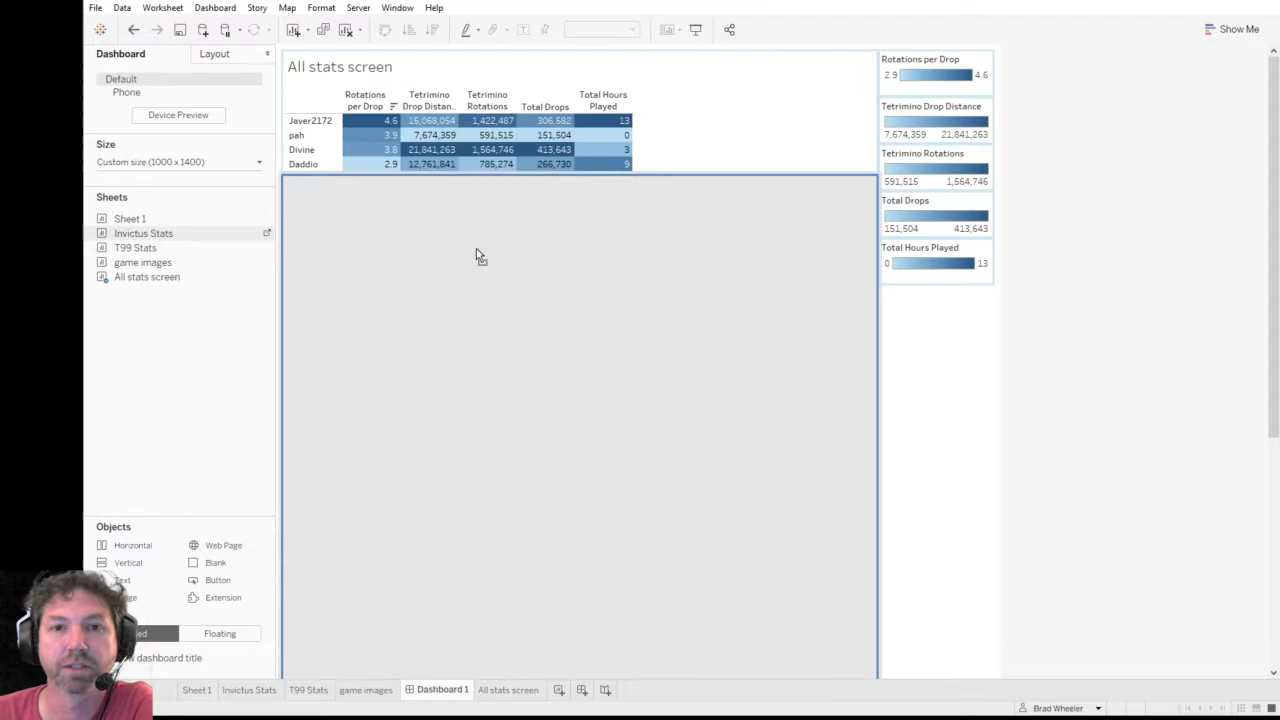 File Data Worksheet Dashboard Story Map Format Server Window Help
Show Me
Dashboard Layout
Default
Phone
Device Preview
Size
Custom size (1000 x 1400)
Sheets
Sheet 1
Invictus Stats
T99 Stats
game images
All stats screen
Objects
Horizontal Web Page
Vertical Blank
Text Button
Extension
Floating
dashboard title
All stats screen
Rotations per Drop Tetrimino Drop Distan.. Tetrimino Rotations Total Drops Total Hours Played
Javer2172 4.6 15,068,054 1,422,487 306,582 13
pah 3.9 7,674,359 591,515 151,504 0
Divine 3.8 21,841,263 1,564,746 413,643 3
Daddio 2.9 12,761,841 785,274 266,730 9
Rotations per Drop
2.9 4.6
Tetrimino Drop Distance
7,674,359 21,841,263
Tetrimino Rotations
591,515 1,564,746
Total Drops
151,504 413,643
Total Hours Played
0 13
Sheet 1 Invictus Stats T99 Stats game images Dashboard 1 All stats screen
Brad Wheeler